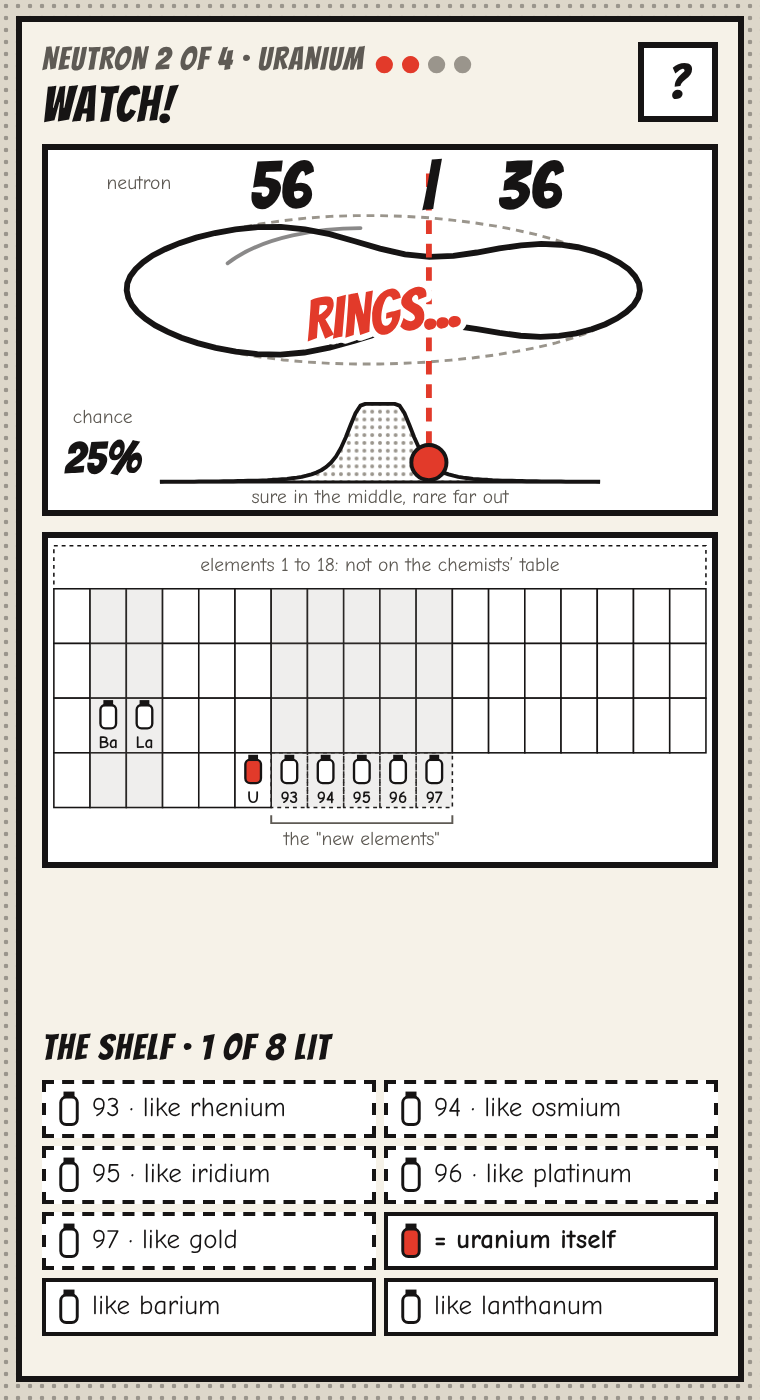 NEUTRON 2 OF 4 · URANIUM
WATCH!
?
neutron
56 / 36
RINGS...
chance
25%
sure in the middle, rare far out
elements 1 to 18: not on the chemists' table
Ba La
U 93 94 95 96 97
the "new elements"
THE SHELF · 1 OF 8 LIT
93 · like rhenium
94 · like osmium
95 · like iridium
96 · like platinum
97 · like gold
= uranium itself
like barium
like lanthanum